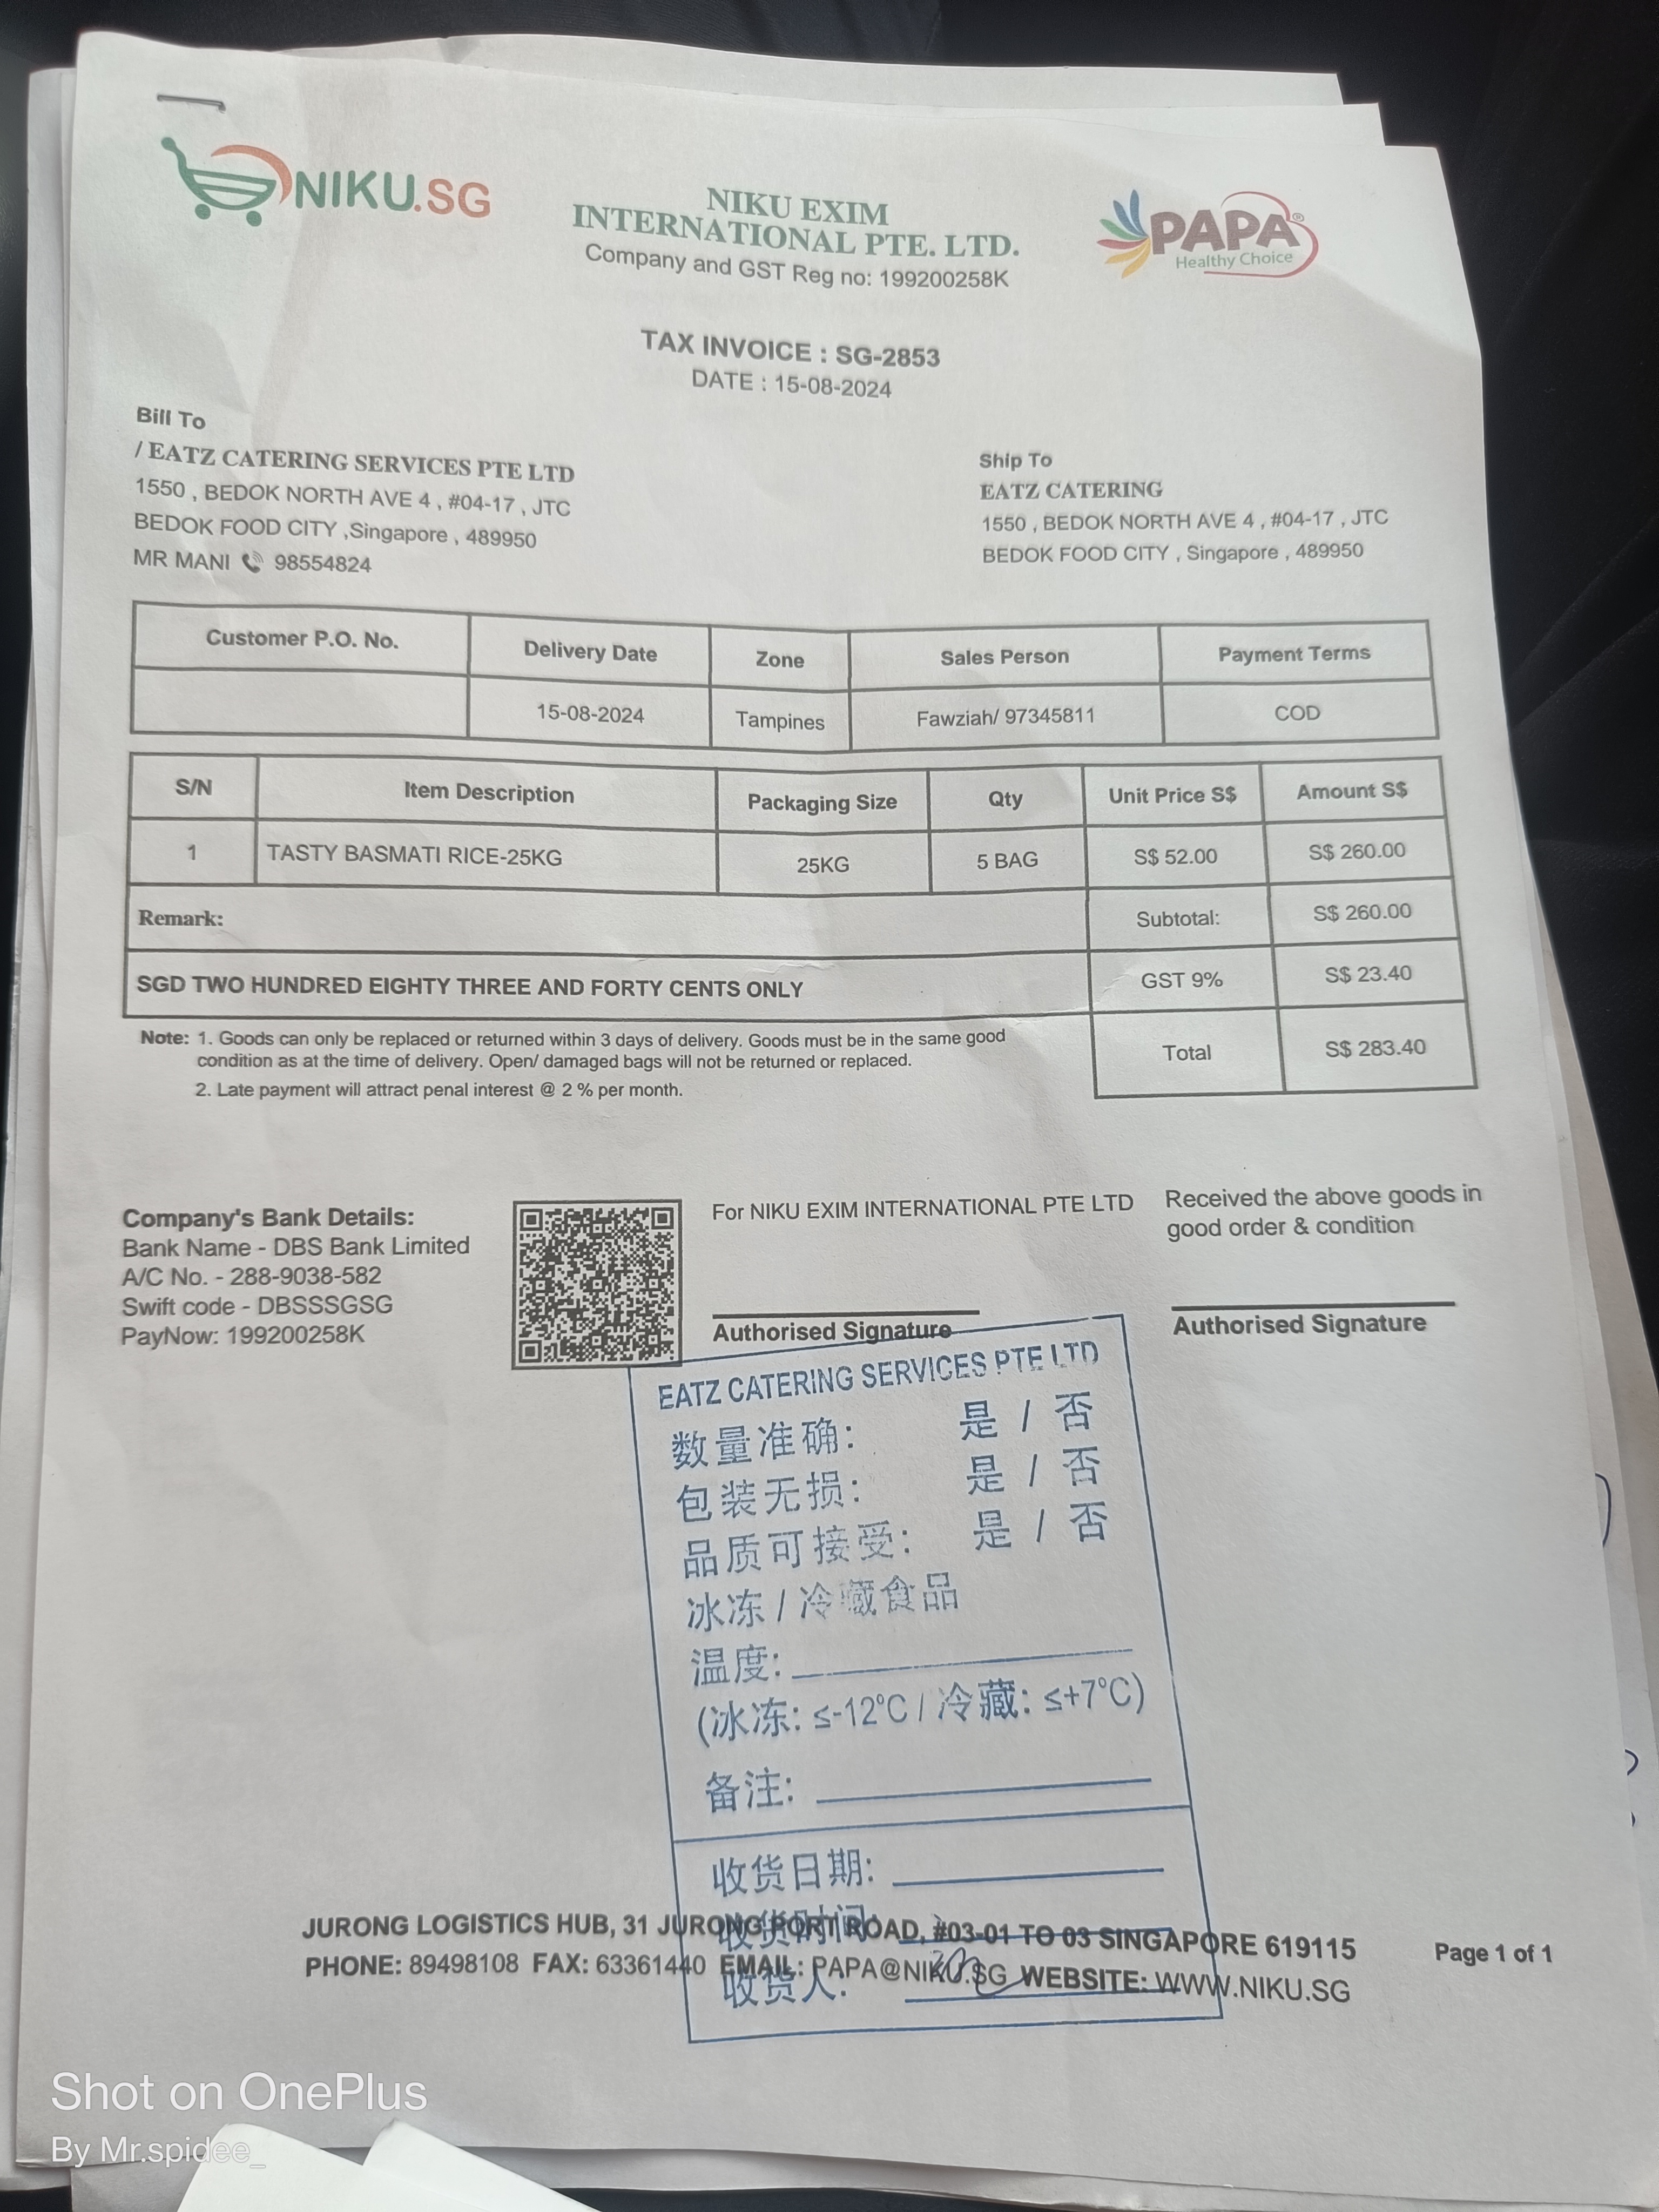 NIKU.SG
NIKU EXIM
INTERNATIONAL PTE. LTD.
Company and GST Reg no: 199200258K
PAPA®
Healthy Choice
TAX INVOICE : SG-2853
DATE : 15-08-2024
Bill To
/ EATZ CATERING SERVICES PTE LTD
1550 , BEDOK NORTH AVE 4 , #04-17 , JTC
BEDOK FOOD CITY ,Singapore , 489950
MR MANI 98554824
Ship To
EATZ CATERING
1550 , BEDOK NORTH AVE 4 , #04-17 , JTC
BEDOK FOOD CITY , Singapore , 489950
Customer P.O. No. Delivery Date Zone Sales Person Payment Terms
15-08-2024 Tampines Fawziah/ 97345811 COD
S/N Item Description Packaging Size Qty Unit Price S$ Amount S$
1 TASTY BASMATI RICE-25KG 25KG 5 BAG S$ 52.00 S$ 260.00
Remark: Subtotal: S$ 260.00
SGD TWO HUNDRED EIGHTY THREE AND FORTY CENTS ONLY GST 9% S$ 23.40
Total S$ 283.40
Note: 1. Goods can only be replaced or returned within 3 days of delivery. Goods must be in the same good
condition as at the time of delivery. Open/ damaged bags will not be returned or replaced.
2. Late payment will attract penal interest @ 2 % per month.
Company's Bank Details:
Bank Name - DBS Bank Limited
A/C No. - 288-9038-582
Swift code - DBSSSGSG
PayNow: 199200258K
For NIKU EXIM INTERNATIONAL PTE LTD
Authorised Signature
Received the above goods in
good order & condition
Authorised Signature
EATZ CATERING SERVICES PTE LTD
数量准确: 是 / 否
包装无损: 是 / 否
品质可接受: 是 / 否
冰冻 / 冷藏食品
温度:
(冰冻: ≤-12°C / 冷藏: ≤+7°C)
备注:
收货日期:
收货时间:
收货人:
JURONG LOGISTICS HUB, 31 JURONG PORT ROAD, #03-01 TO 03 SINGAPORE 619115
PHONE: 89498108 FAX: 63361440 EMAIL: PAPA@NIKU.SG WEBSITE: WWW.NIKU.SG
Page 1 of 1
Shot on OnePlus
By Mr.spidee_